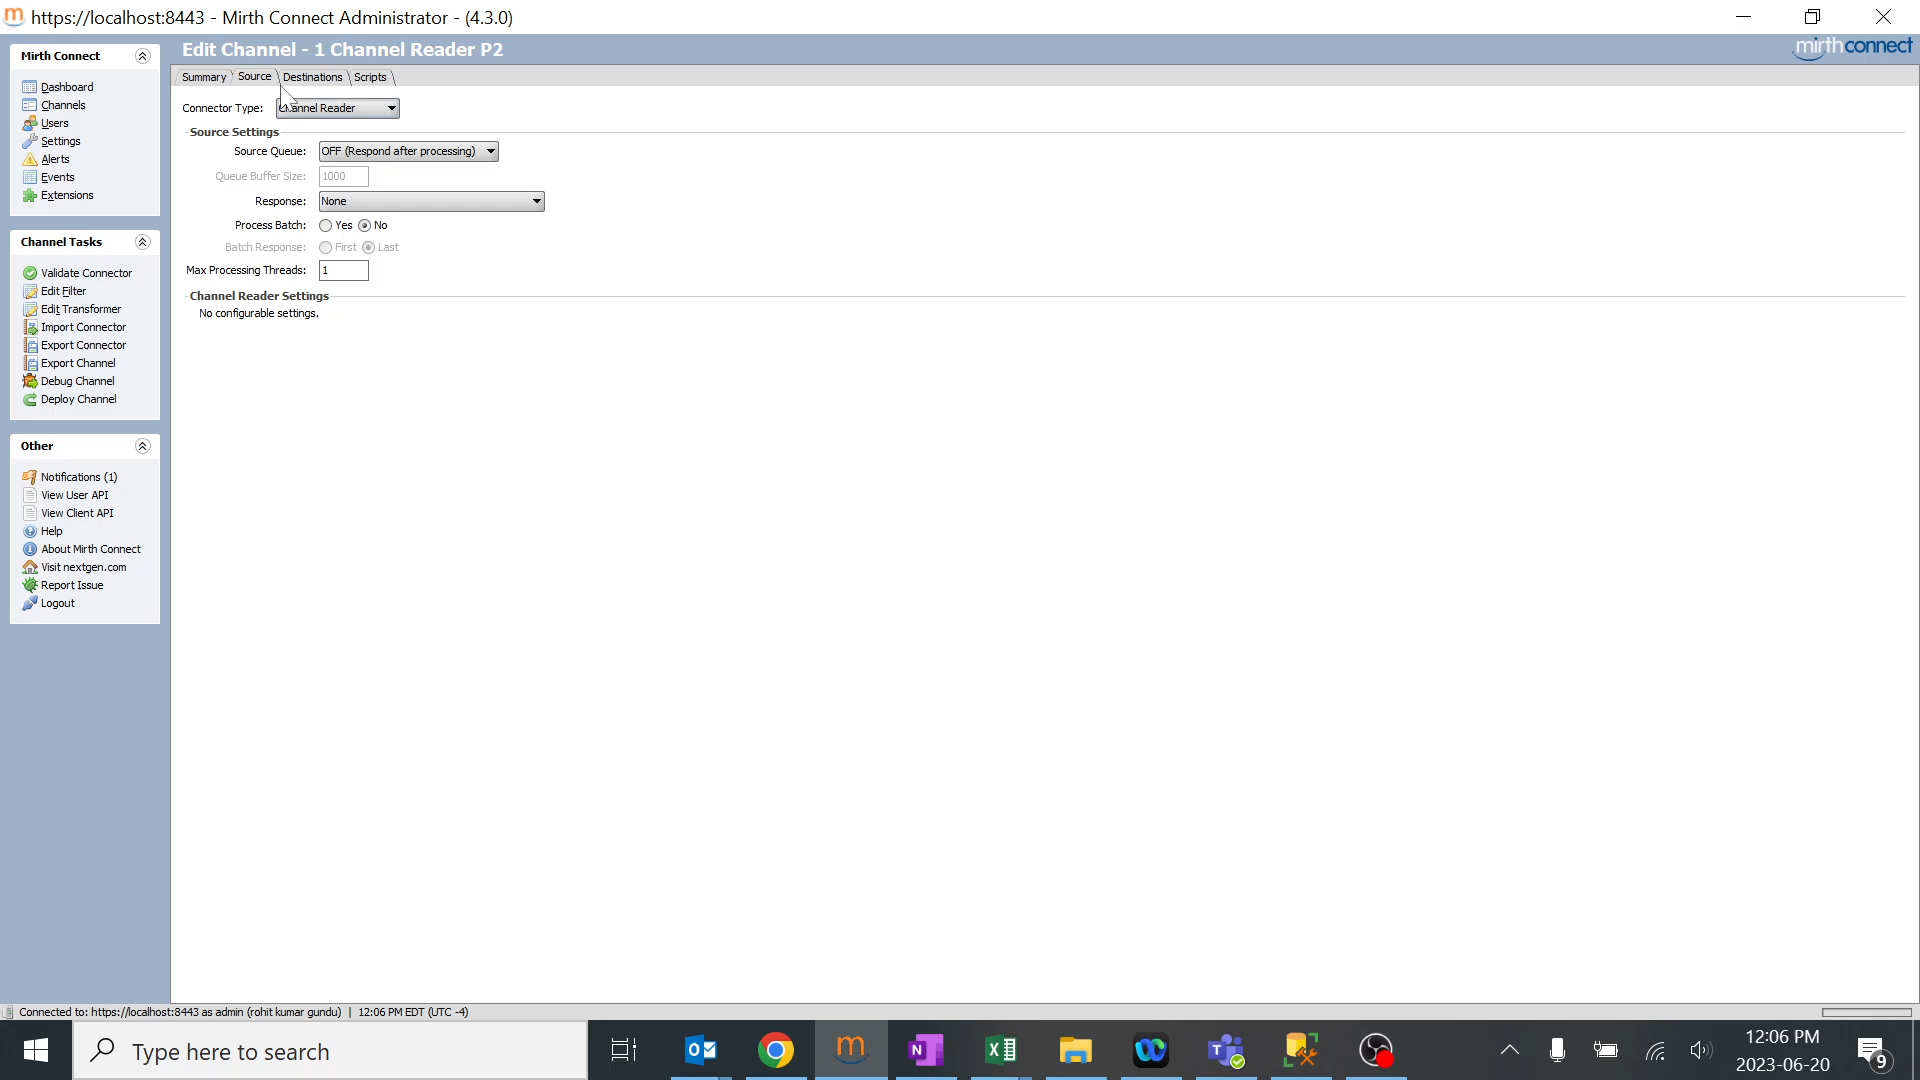 https://localhost:8443 - Mirth Connect Administrator - (4.3.0)
Mirth Connect
Dashboard
Channels
Users
Settings
Alerts
Events
Extensions
Channel Tasks
Validate Connector
Edit Filter
Edit Transformer
Import Connector
Export Connector
Export Channel
Debug Channel
Deploy Channel
Other
Notifications (1)
View User API
View Client API
Help
About Mirth Connect
Visit nextgen.com
Report Issue
Logout
Edit Channel - 1 Channel Reader P2
mirthconnect
Summary Source Destinations Scripts
Connector Type: Channel Reader
Source Settings
Source Queue: OFF (Respond after processing)
Queue Buffer Size: 1000
Response: None
Process Batch: Yes No
Batch Response: First Last
Max Processing Threads: 1
Channel Reader Settings
No configurable settings.
Connected to: https://localhost:8443 as admin (rohit kumar gundu) | 12:06 PM EDT (UTC -4)
Type here to search
12:06 PM
2023-06-20
9